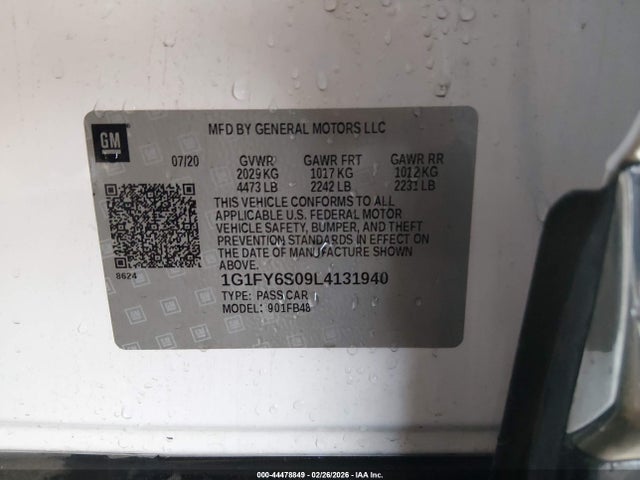 GM
MFD BY GENERAL MOTORS LLC
07/20 GVWR GAWR FRT GAWR RR
2029 KG 1017 KG 1012 KG
4473 LB 2242 LB 2231 LB
THIS VEHICLE CONFORMS TO ALL
APPLICABLE U.S. FEDERAL MOTOR
VEHICLE SAFETY, BUMPER, AND THEFT
PREVENTION STANDARDS IN EFFECT ON
THE DATE OF MANUFACTURE SHOWN
ABOVE.
8624
1G1FY6S09L4131940
TYPE: PASS CAR
MODEL: 901FB48
000-44478849 - 02/26/2026 - IAA Inc.